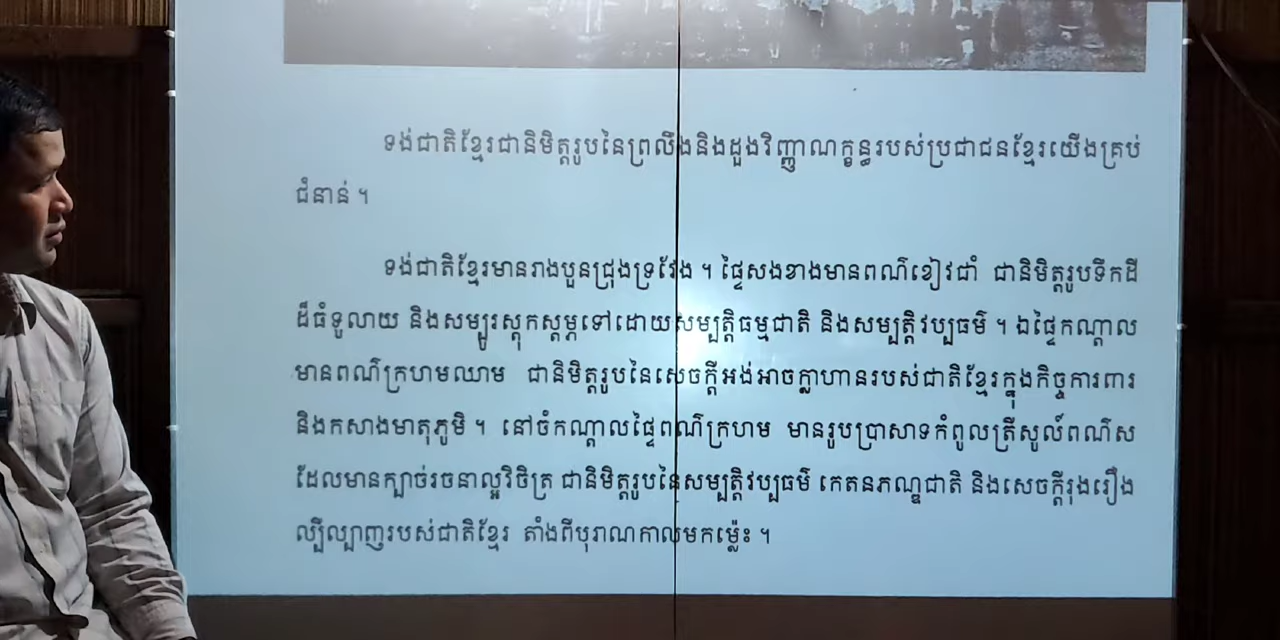 ទង់ជាតិខ្មែរជានិមិត្តរូបនៃព្រលឹងនិងដួងវិញ្ញាណក្ខន្ធរបស់ប្រជាជនខ្មែរយើងគ្រប់
ជំនាន់ ។
ទង់ជាតិខ្មែរមានរាងបួនជ្រុងទ្រវែង ។ ផ្ទៃសងខាងមានពណ៌ខៀវជាំ ជានិមិត្តរូបទឹកដី
ដ៏ធំទូលាយ និងសម្បូរស្តុកស្តម្ភទៅដោយសម្បត្តិធម្មជាតិ និងសម្បត្តិវប្បធម៌ ។ ឯផ្ទៃកណ្តាល
មានពណ៌ក្រហមឈាម ជានិមិត្តរូបនៃសេចក្តីអង់អាចក្លាហានរបស់ជាតិខ្មែរក្នុងកិច្ចការពារ
និងកសាងមាតុភូមិ ។ នៅចំកណ្តាលផ្ទៃពណ៌ក្រហម មានរូបប្រាសាទកំពូលត្រីសូល៍ពណ៌ស
ដែលមានក្បាច់រចនាល្អវិចិត្រ ជានិមិត្តរូបនៃសម្បត្តិវប្បធម៌ កេតនភណ្ឌជាតិ និងសេចក្តីរុងរឿង
ល្បីល្បាញរបស់ជាតិខ្មែរ តាំងពីបុរាណកាលមកម៉្លេះ ។